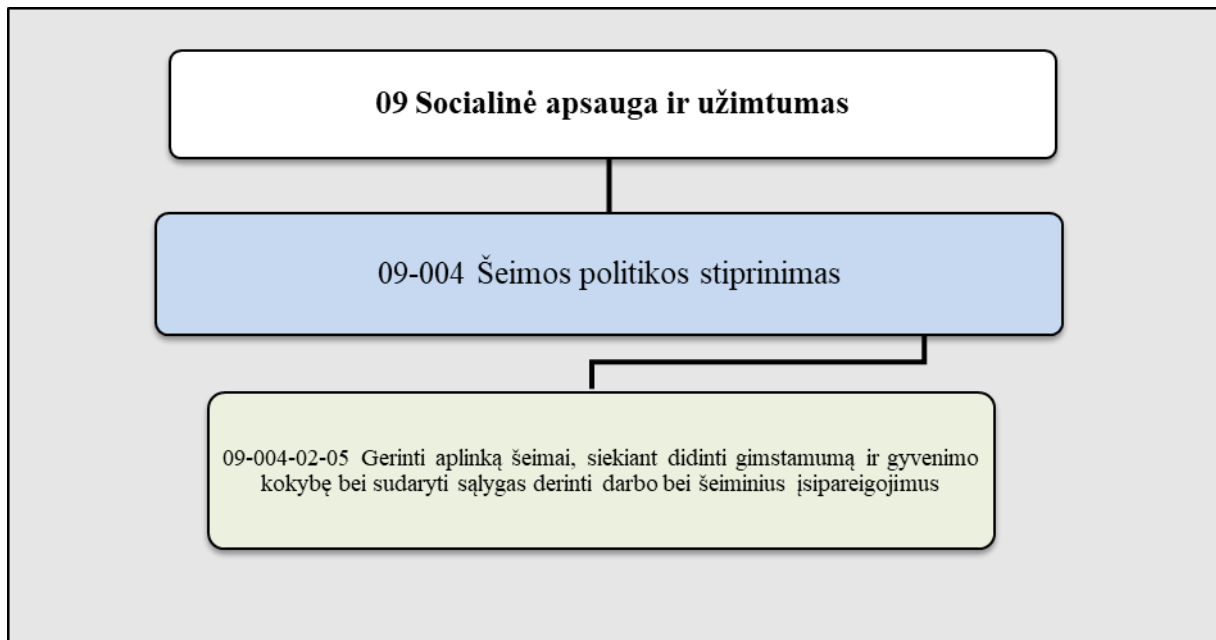 09 Socialinė apsauga ir užimtumas
09-004 Šeimos politikos stiprinimas
09-004-02-05 Gerinti aplinką šeimai, siekiant didinti gimstamumą ir gyvenimo
kokybę bei sudaryti sąlygas derinti darbo bei šeiminius įsipareigojimus